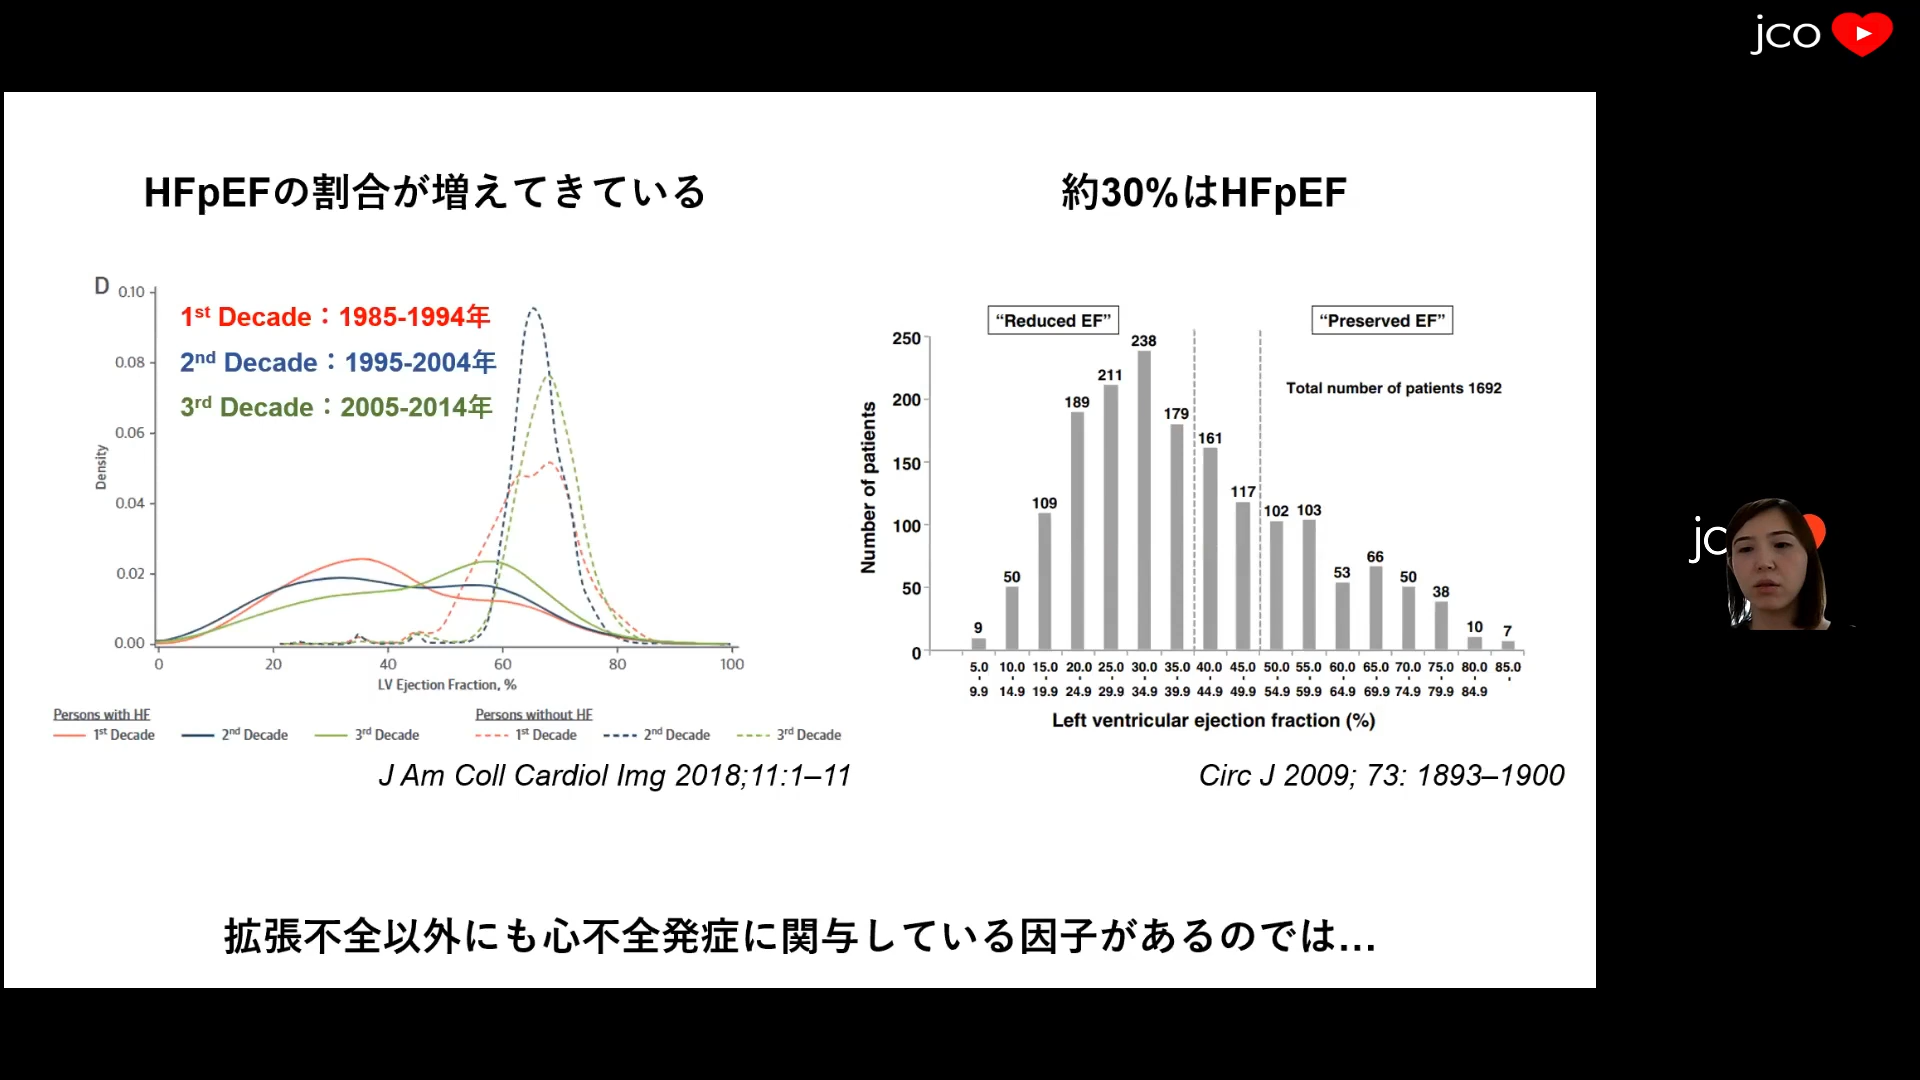 jco
HFpEFの割合が増えてきている
約30%はHFpEF
D
1st Decade：1985-1994年
2nd Decade：1995-2004年
3rd Decade：2005-2014年
0.10
0.08
0.06
0.04
0.02
0.00
Density
0 20 40 60 80 100
LV Ejection Fraction, %
Persons with HF
1st Decade 2nd Decade 3rd Decade
Persons without HF
1st Decade 2nd Decade 3rd Decade
J Am Coll Cardiol Img 2018;11:1–11
“Reduced EF”
“Preserved EF”
Total number of patients 1692
Number of patients
250
200
150
100
50
0
9 50 109 189 211 238 179 161 117 102 103 53 66 50 38 10 7
5.0 10.0 15.0 20.0 25.0 30.0 35.0 40.0 45.0 50.0 55.0 60.0 65.0 70.0 75.0 80.0 85.0
9.9 14.9 19.9 24.9 29.9 34.9 39.9 44.9 49.9 54.9 59.9 64.9 69.9 74.9 79.9 84.9
Left ventricular ejection fraction (%)
Circ J 2009; 73: 1893–1900
拡張不全以外にも心不全発症に関与している因子があるのでは...
jc